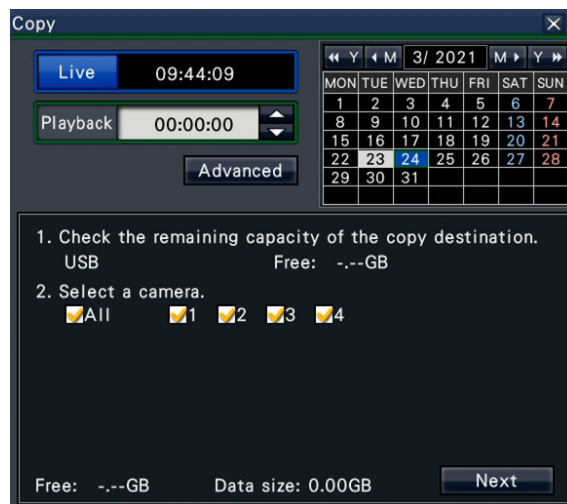 Copy
Live 09:44:09
Playback 00:00:00
Advanced
Y M 3/ 2021 M Y
MON TUE WED THU FRI SAT SUN
1 2 3 4 5 6 7
8 9 10 11 12 13 14
15 16 17 18 19 20 21
22 23 24 25 26 27 28
29 30 31
1. Check the remaining capacity of the copy destination.
USB Free: -.--GB
2. Select a camera.
All 1 2 3 4
Free: -.--GB Data size: 0.00GB Next